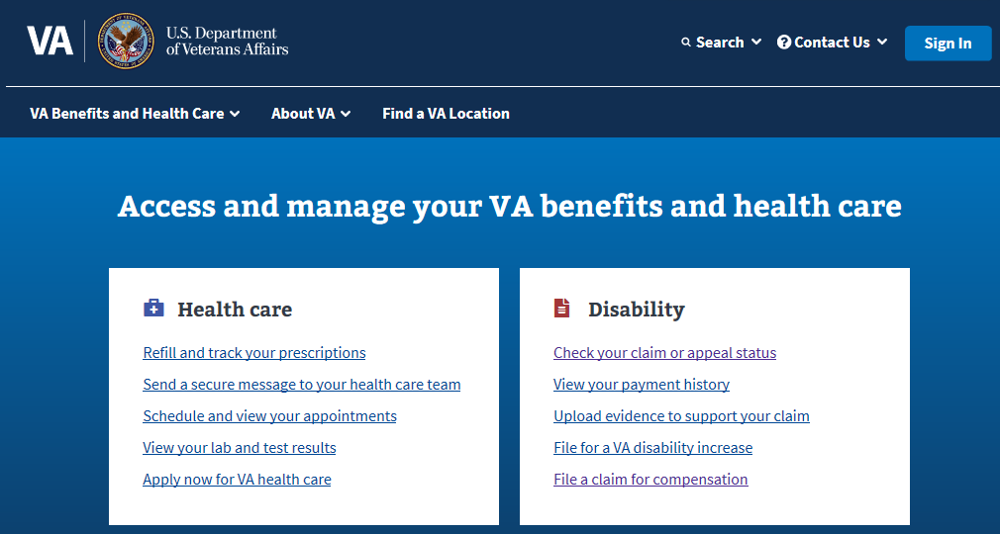 VA
U.S. Department
of Veterans Affairs
Search
Contact Us
Sign In
VA Benefits and Health Care
About VA
Find a VA Location
Access and manage your VA benefits and health care
Health care
Refill and track your prescriptions
Send a secure message to your health care team
Schedule and view your appointments
View your lab and test results
Apply now for VA health care
Disability
Check your claim or appeal status
View your payment history
Upload evidence to support your claim
File for a VA disability increase
File a claim for compensation